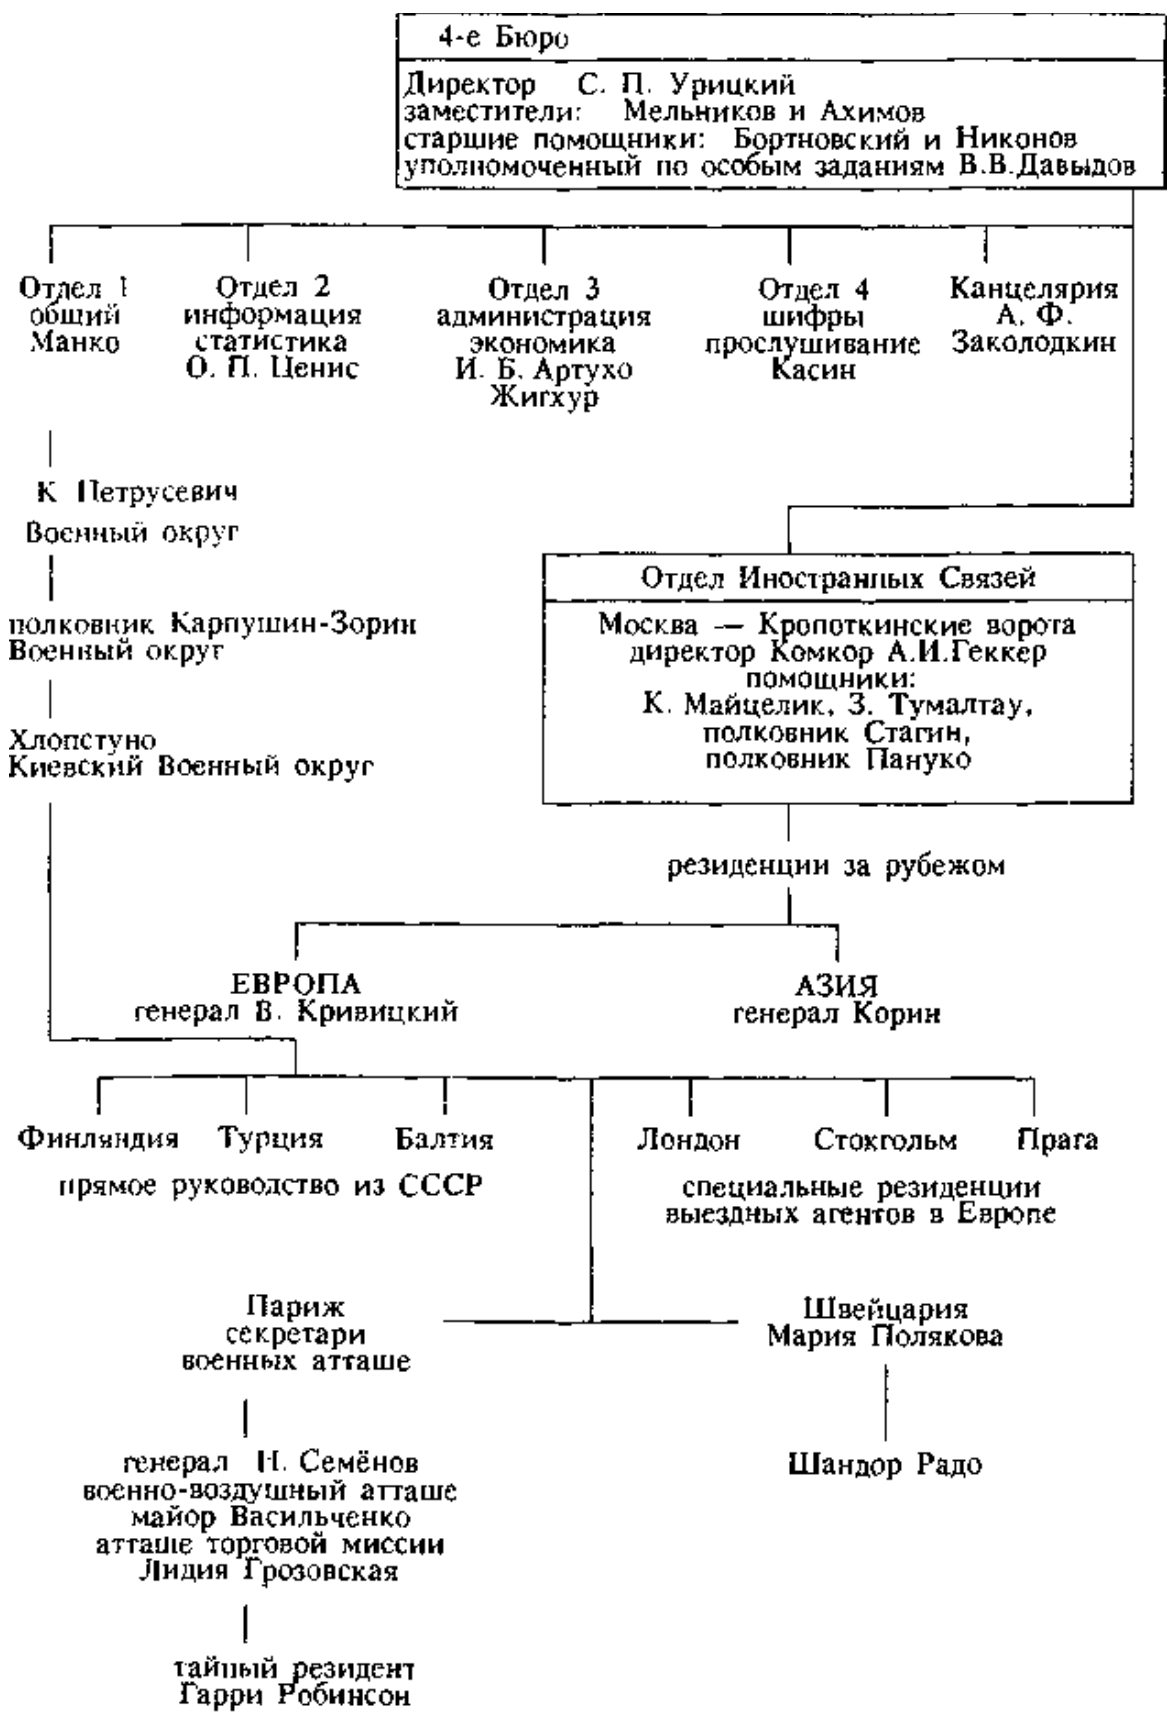 4-е Бюро
Директор С. П. Урицкий
заместители: Мельников и Ахимов
старшие помощники: Бортновский и Никонов
уполномоченный по особым заданиям В.В.Давыдов
Отдел 1
общий
Манко
Отдел 2
информация
статистика
О. П. Ценис
Отдел 3
администрация
экономика
И. Б. Артухо
Жигхур
Отдел 4
шифры
прослушивание
Касин
Канцелярия
А. Ф.
Заколодкин
К Петрусевич
Военный округ
полковник Карпушин-Зорин
Военный округ
Хлопстуно
Киевский Военный округ
Отдел Иностранных Связей
Москва — Кропоткинские ворота
директор Комкор А.И.Геккер
помощники:
К. Майцелик, З. Тумалтау,
полковник Стагин,
полковник Пануко
резиденции за рубежом
ЕВРОПА
генерал В. Кривицкий
АЗИЯ
генерал Корин
Финляндия Турция Балтия
прямое руководство из СССР
Лондон Стокгольм Прага
специальные резиденции
выездных агентов в Европе
Париж
секретари
военных атташе
Швейцария
Мария Полякова
генерал Н. Семёнов
военно-воздушный атташе
майор Васильченко
атташе торговой миссии
Лидия Грозовская
Шандор Радо
тайный резидент
Гарри Робинсон